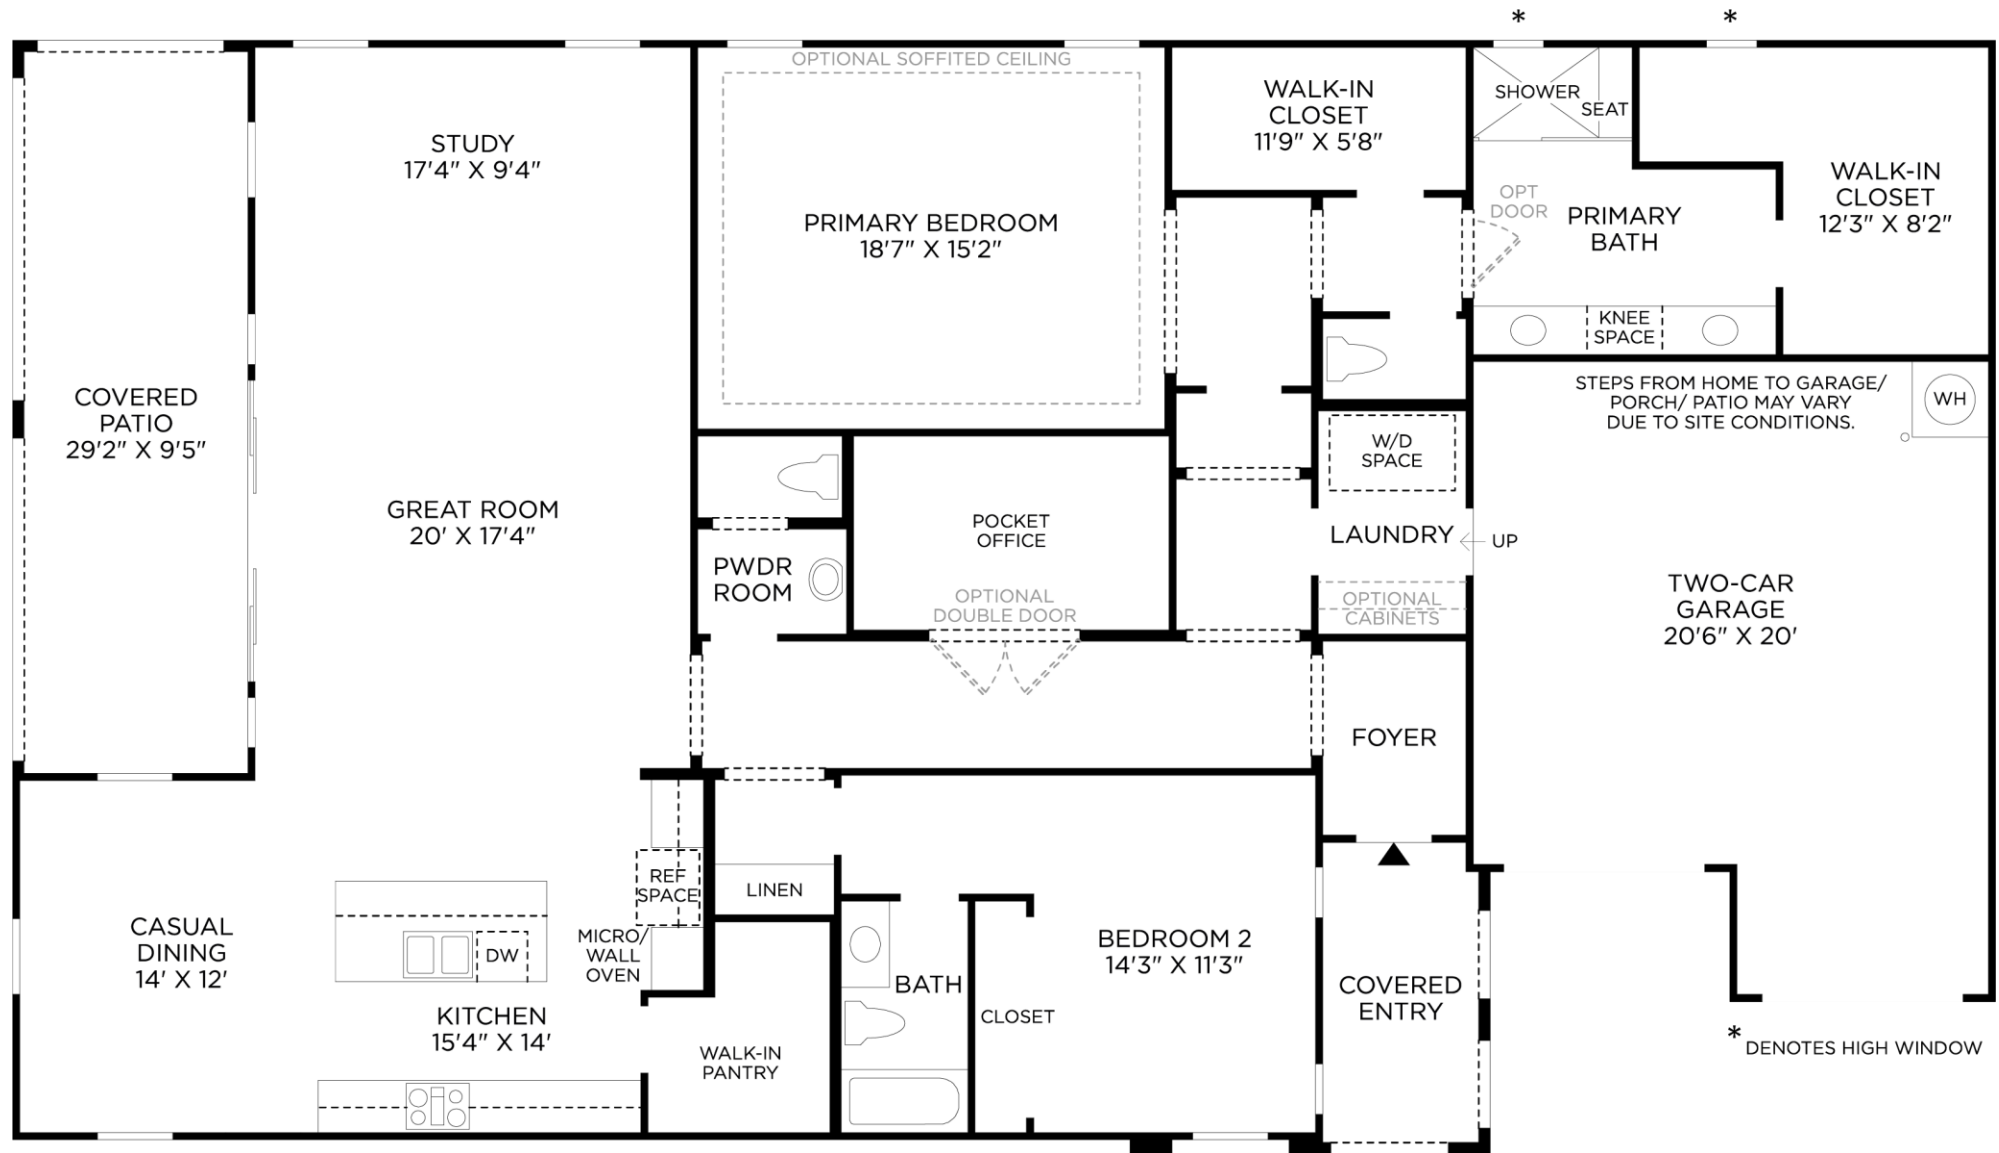 *
*
OPTIONAL SOFFITED CEILING
STUDY
17'4" X 9'4"
PRIMARY BEDROOM
18'7" X 15'2"
WALK-IN
CLOSET
11'9" X 5'8"
SHOWER
SEAT
OPT
DOOR
PRIMARY
BATH
WALK-IN
CLOSET
12'3" X 8'2"
KNEE
SPACE
COVERED
PATIO
29'2" X 9'5"
GREAT ROOM
20' X 17'4"
PWDR
ROOM
POCKET
OFFICE
OPTIONAL
DOUBLE DOOR
W/D
SPACE
LAUNDRY
UP
OPTIONAL
CABINETS
STEPS FROM HOME TO GARAGE/
PORCH/ PATIO MAY VARY
DUE TO SITE CONDITIONS.
WH
TWO-CAR
GARAGE
20'6" X 20'
FOYER
CASUAL
DINING
14' X 12'
DW
KITCHEN
15'4" X 14'
REF
SPACE
MICRO/
WALL
OVEN
LINEN
WALK-IN
PANTRY
BATH
CLOSET
BEDROOM 2
14'3" X 11'3"
COVERED
ENTRY
* DENOTES HIGH WINDOW